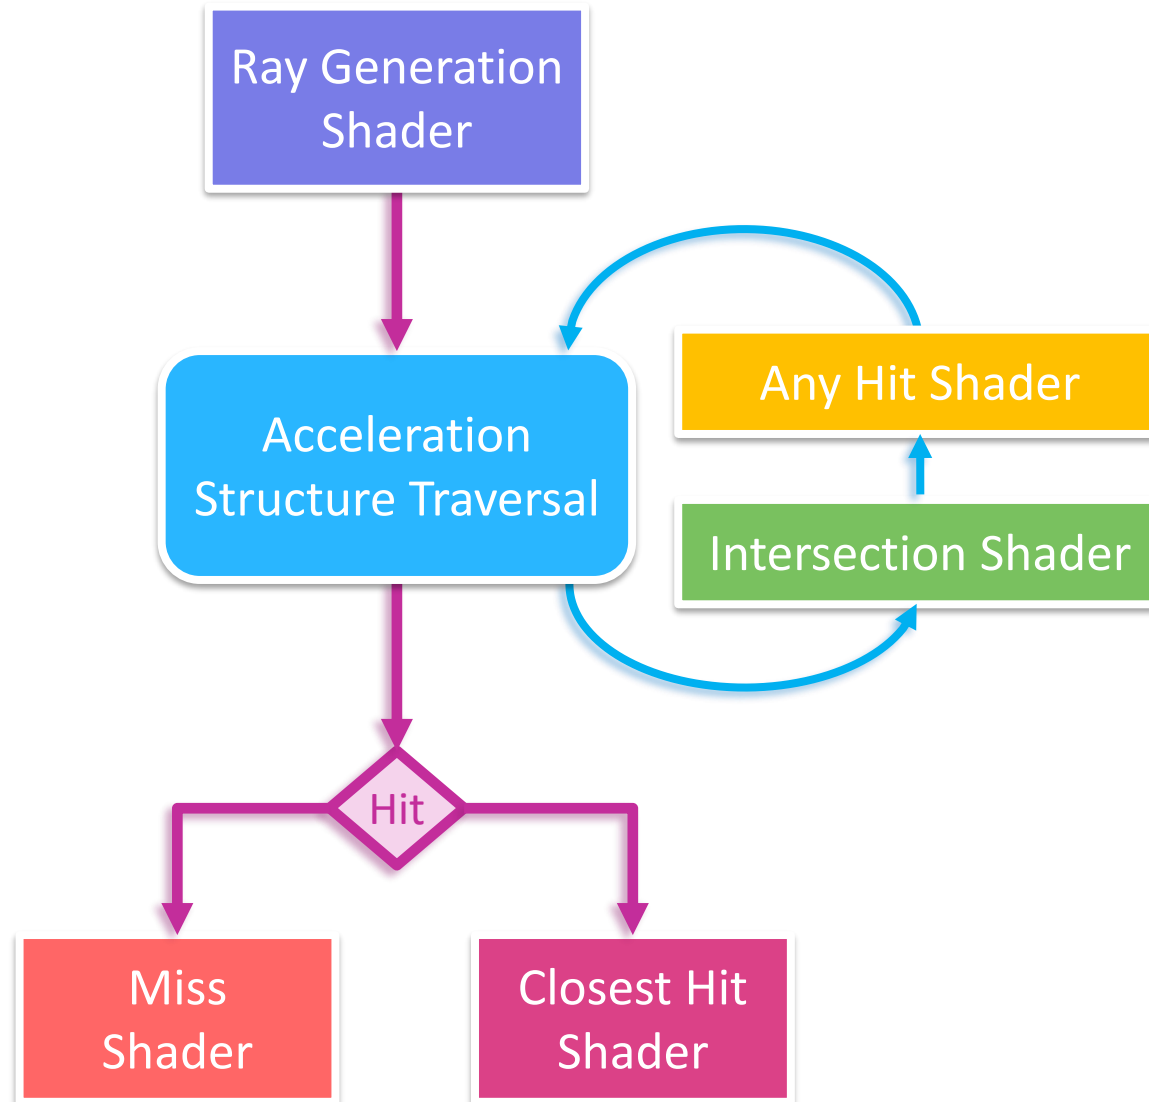 Ray Generation
Shader
Any Hit Shader
Acceleration
Structure Traversal
Intersection Shader
Hit
Miss
Shader
Closest Hit
Shader